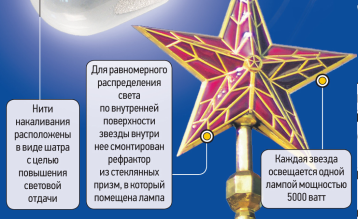 Нити
накаливания
расположены
в виде шатра
с целью
повышения
световой
отдачи
Для равномерного
распределения
света
по внутренней
поверхности
звезды внутри
нее смонтирован
рефрактор
из стеклянных
призм, в который
помещена лампа
Каждая звезда
освещается одной
лампой мощностью
5000 ватт